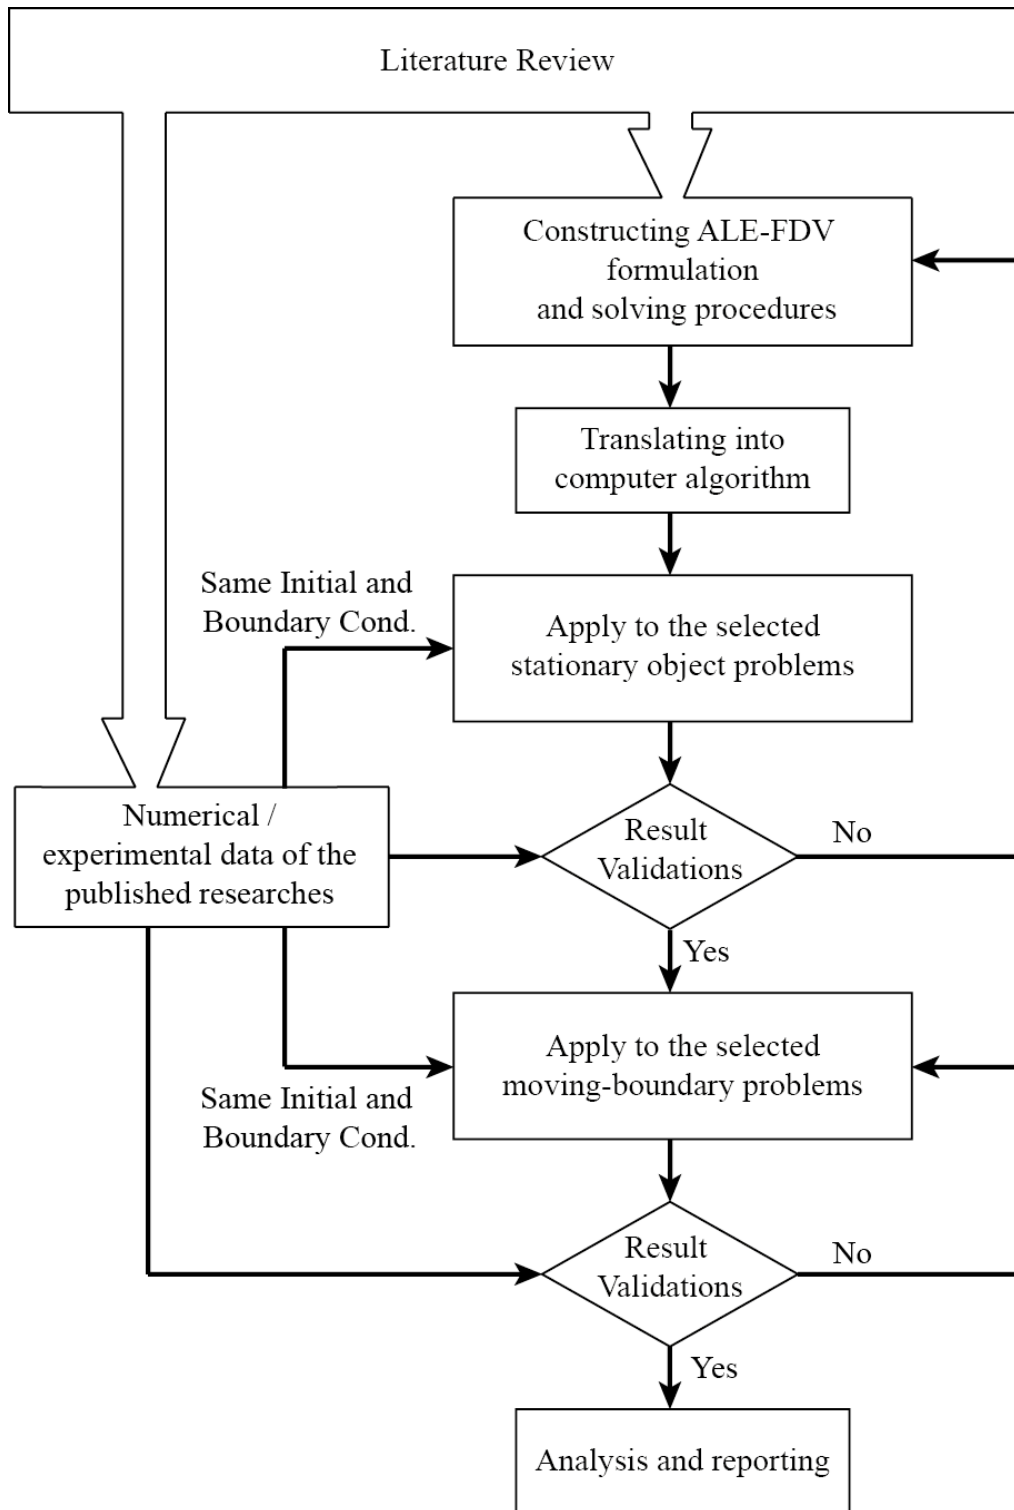 Literature Review
Constructing ALE-FDV
formulation
and solving procedures
Translating into
computer algorithm
Same Initial and
Boundary Cond.
Apply to the selected
stationary object problems
Numerical /
experimental data of the
published researches
Result
Validations
No
Yes
Apply to the selected
moving-boundary problems
Same Initial and
Boundary Cond.
Result
Validations
No
Yes
Analysis and reporting